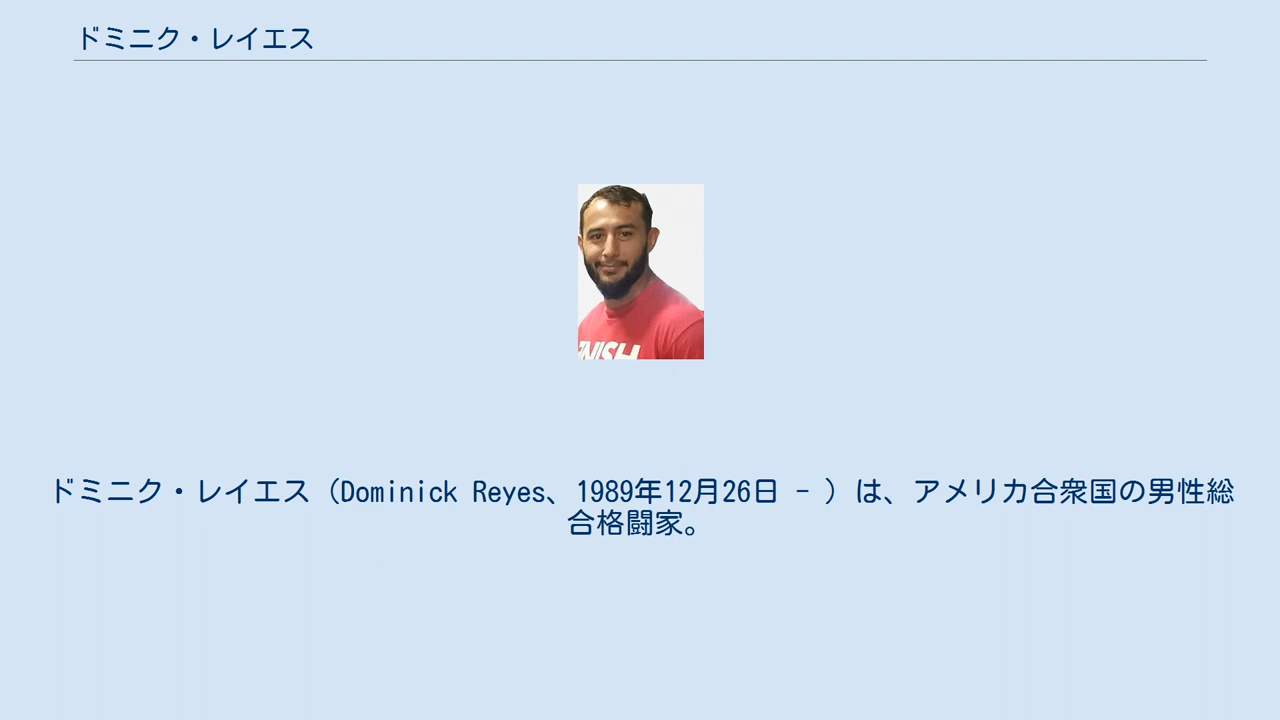 ドミニク・レイエス
NISH
ドミニク・レイエス（Dominick Reyes、1989年12月26日 - ）は、アメリカ合衆国の男性総
合格闘家。